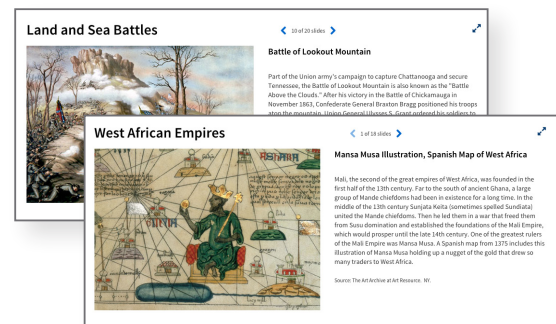 Land and Sea Battles
10 of 20 slides
Battle of Lookout Mountain
Part of the Union army's campaign to capture Chattanooga and secure
Tennessee, the Battle of Lookout Mountain is also known as the "Battle
Above the Clouds." After his victory in the Battle of Chickamauga in
November 1863, Confederate General Braxton Bragg positioned his troops
atop the mountain. Union General Ulysses S. Grant ordered his soldiers to
West African Empires
1 of 18 slides
Mansa Musa Illustration, Spanish Map of West Africa
Mali, the second of the great empires of West Africa, was founded in the
first half of the 13th century. Far to the south of ancient Ghana, a large
group of Mande chiefdoms had been in existence for a long time. In the
middle of the 13th century Sunjata Keita (sometimes spelled Sundiata)
united the Mande chiefdoms. Then he led them in a war that freed them
from Susu domination and established the foundations of the Mali Empire,
which would prosper until the late 14th century. One of the greatest rulers
of the Mali Empire was Mansa Musa. A Spanish map from 1375 includes this
illustration of Mansa Musa holding up a nugget of the gold that drew so
many traders to West Africa.
Source: The Art Archive at Art Resource. NY.